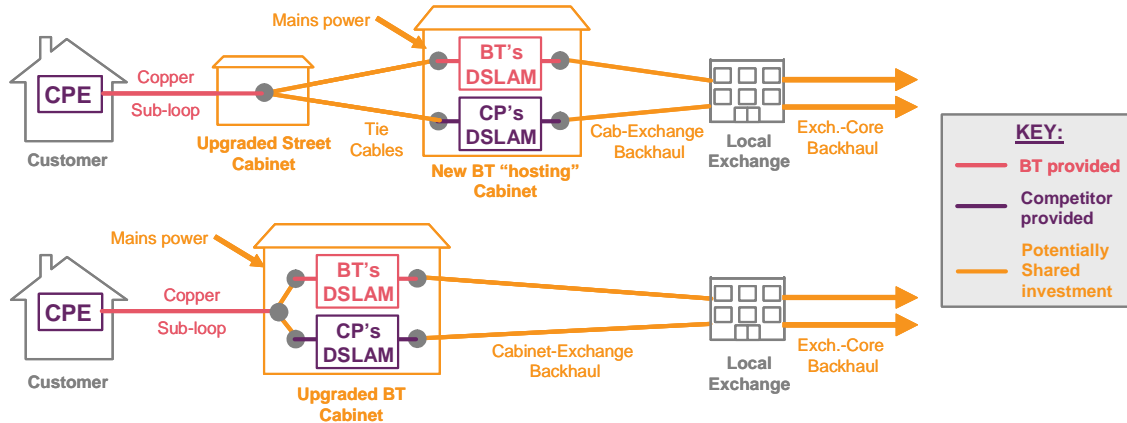 Mains power
BT's
DSLAM
CP's
DSLAM
CPE
Copper
Sub-loop
Customer
Upgraded Street
Cabinet
Tie
Cables
New BT "hosting"
Cabinet
Cab-Exchange
Backhaul
Local
Exchange
Exch.-Core
Backhaul
KEY:
BT provided
Competitor
provided
Potentially
Shared
investment
Mains power
BT's
DSLAM
CP's
DSLAM
CPE
Copper
Sub-loop
Customer
Upgraded BT
Cabinet
Cabinet-Exchange
Backhaul
Local
Exchange
Exch.-Core
Backhaul